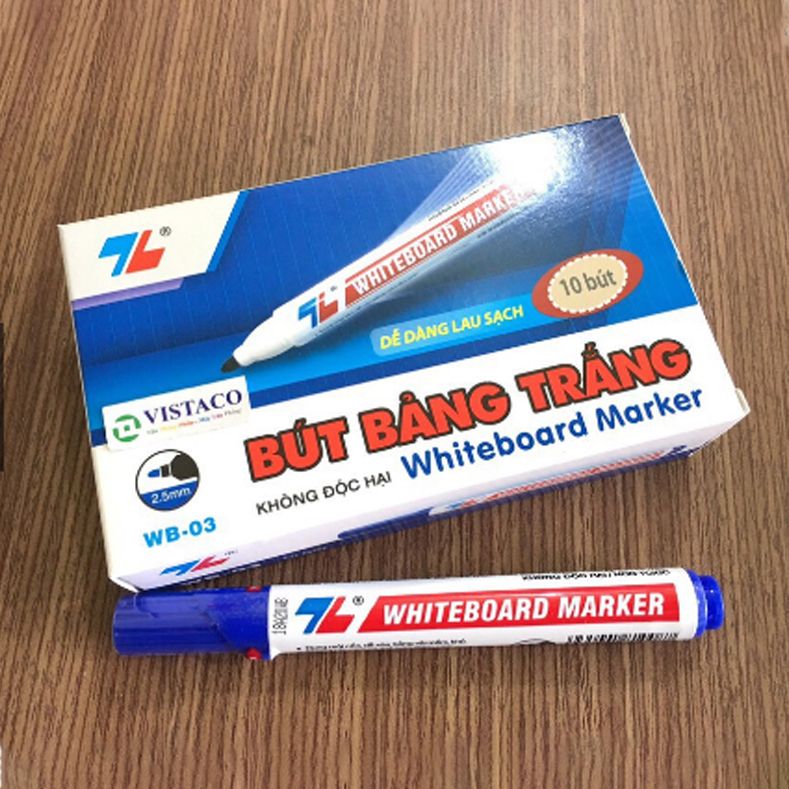 TL®
WHITEBOARD MARKE
10 bút
DỄ DÀNG LAU SẠCH
VISTACO
BÚT BẢNG TRẮNG
KHÔNG ĐỘC HẠI Whiteboard Marker
2.5mm
WB-03
TL®
WHITEBOARD MARKER